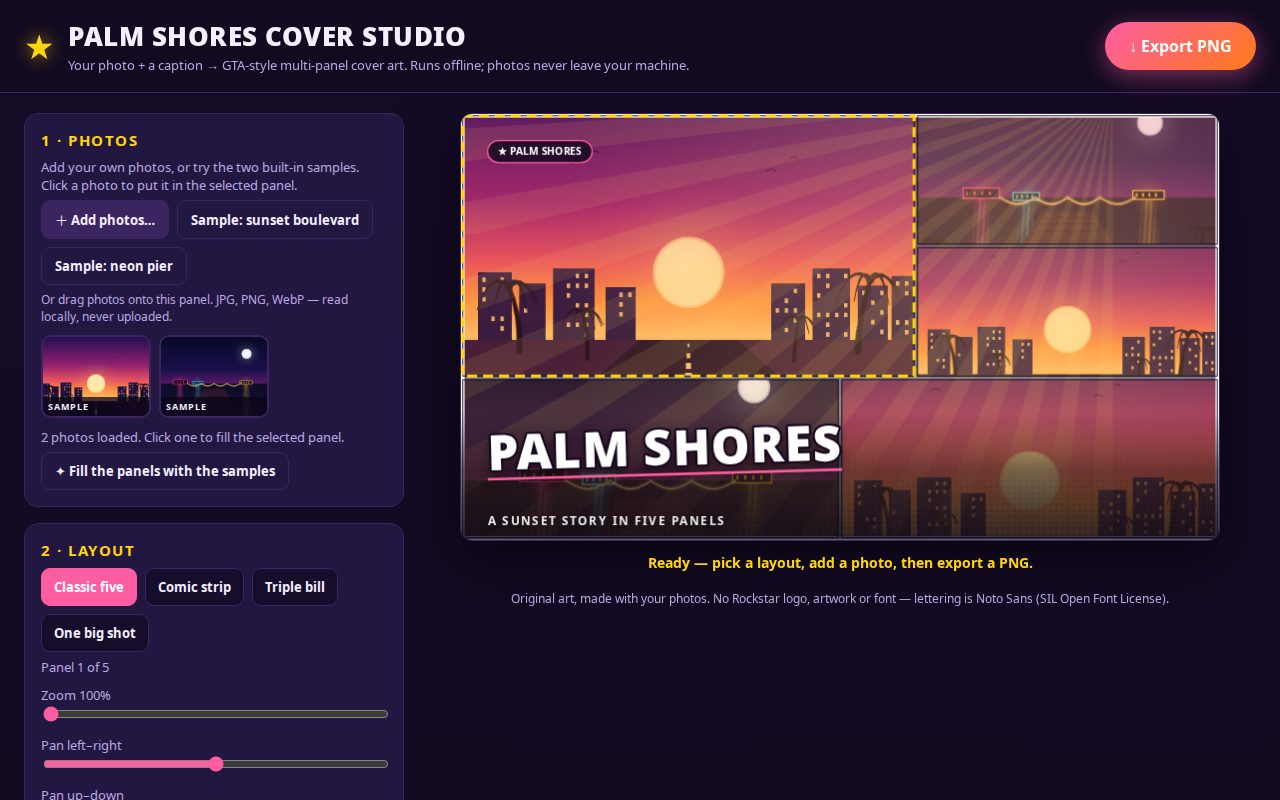 ★ PALM SHORES COVER STUDIO
Your photo + a caption → GTA-style multi-panel cover art. Runs offline; photos never leave your machine.
↓ Export PNG
1 · PHOTOS
Add your own photos, or try the two built-in samples.
Click a photo to put it in the selected panel.
+ Add photos…
Sample: sunset boulevard
Sample: neon pier
Or drag photos onto this panel. JPG, PNG, WebP — read
locally, never uploaded.
SAMPLE
SAMPLE
2 photos loaded. Click one to fill the selected panel.
✦ Fill the panels with the samples
2 · LAYOUT
Classic five
Comic strip
Triple bill
One big shot
Panel 1 of 5
Zoom 100%
Pan left–right
Pan up–down
★ PALM SHORES
PALM SHORES
A SUNSET STORY IN FIVE PANELS
Ready — pick a layout, add a photo, then export a PNG.
Original art, made with your photos. No Rockstar logo, artwork or font — lettering is Noto Sans (SIL Open Font License).